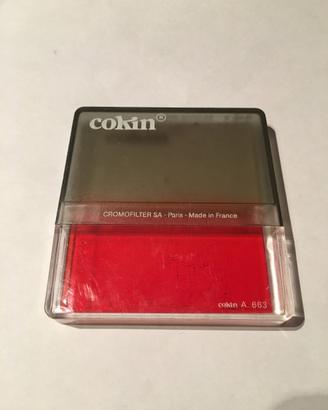 cokin®
CROMOFILTER SA - Paris - Made in France
cokin A. 663